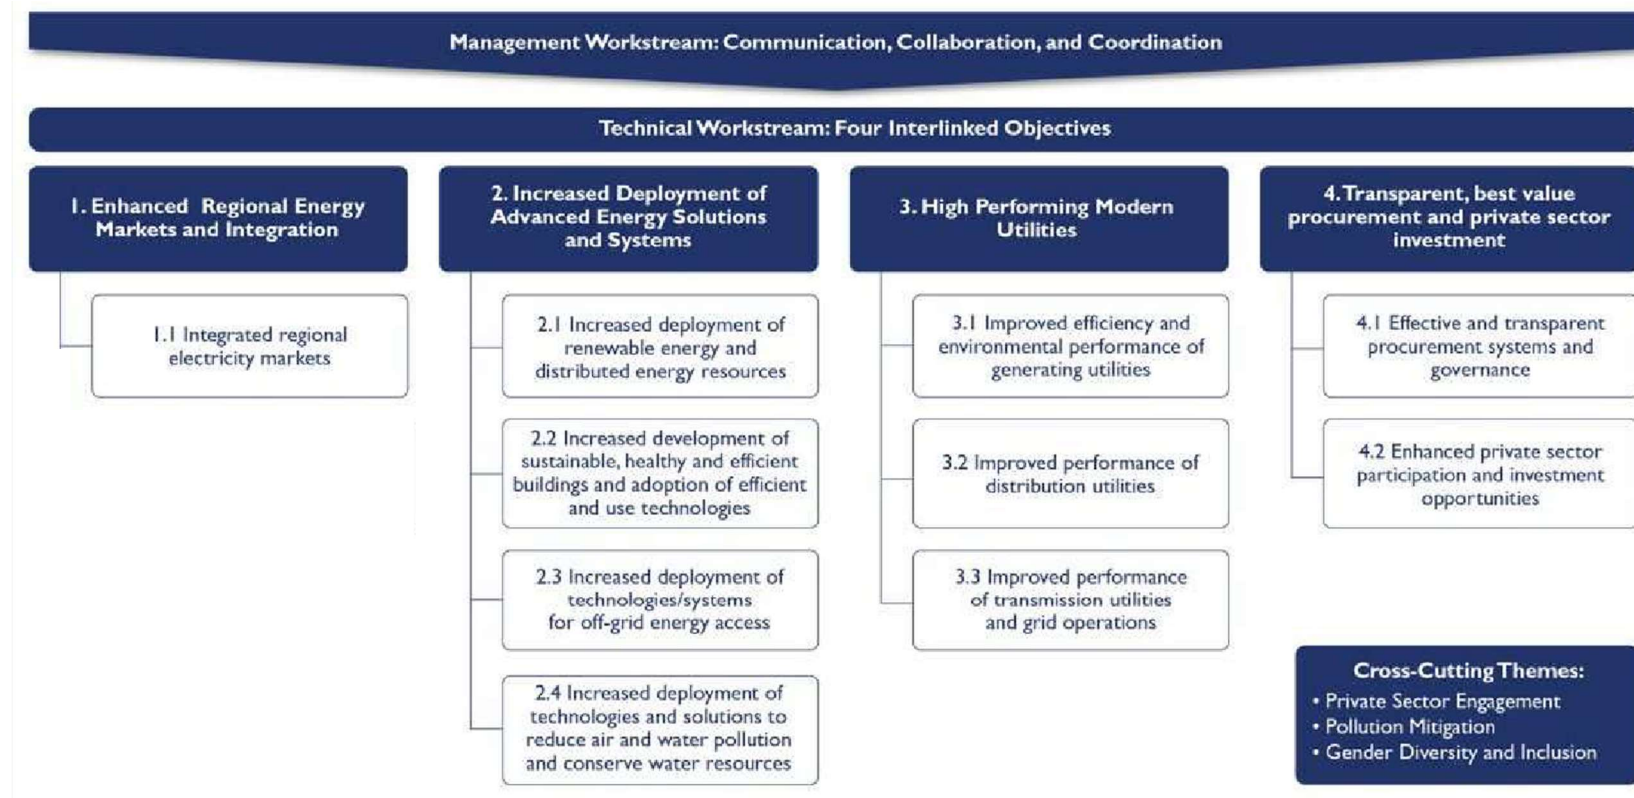 Management Workstream: Communication, Collaboration, and Coordination
Technical Workstream: Four Interlinked Objectives
1. Enhanced Regional Energy
Markets and Integration
1.1 Integrated regional
electricity markets
2. Increased Deployment of
Advanced Energy Solutions
and Systems
2.1 Increased deployment of
renewable energy and
distributed energy resources
2.2 Increased development of
sustainable, healthy and efficient
buildings and adoption of efficient
and use technologies
2.3 Increased deployment of
technologies/systems
for off-grid energy access
2.4 Increased deployment of
technologies and solutions to
reduce air and water pollution
and conserve water resources
3. High Performing Modern
Utilities
3.1 Improved efficiency and
environmental performance of
generating utilities
3.2 Improved performance of
distribution utilities
3.3 Improved performance
of transmission utilities
and grid operations
4. Transparent, best value
procurement and private sector
investment
4.1 Effective and transparent
procurement systems and
governance
4.2 Enhanced private sector
participation and investment
opportunities
Cross-Cutting Themes:
• Private Sector Engagement
• Pollution Mitigation
• Gender Diversity and Inclusion